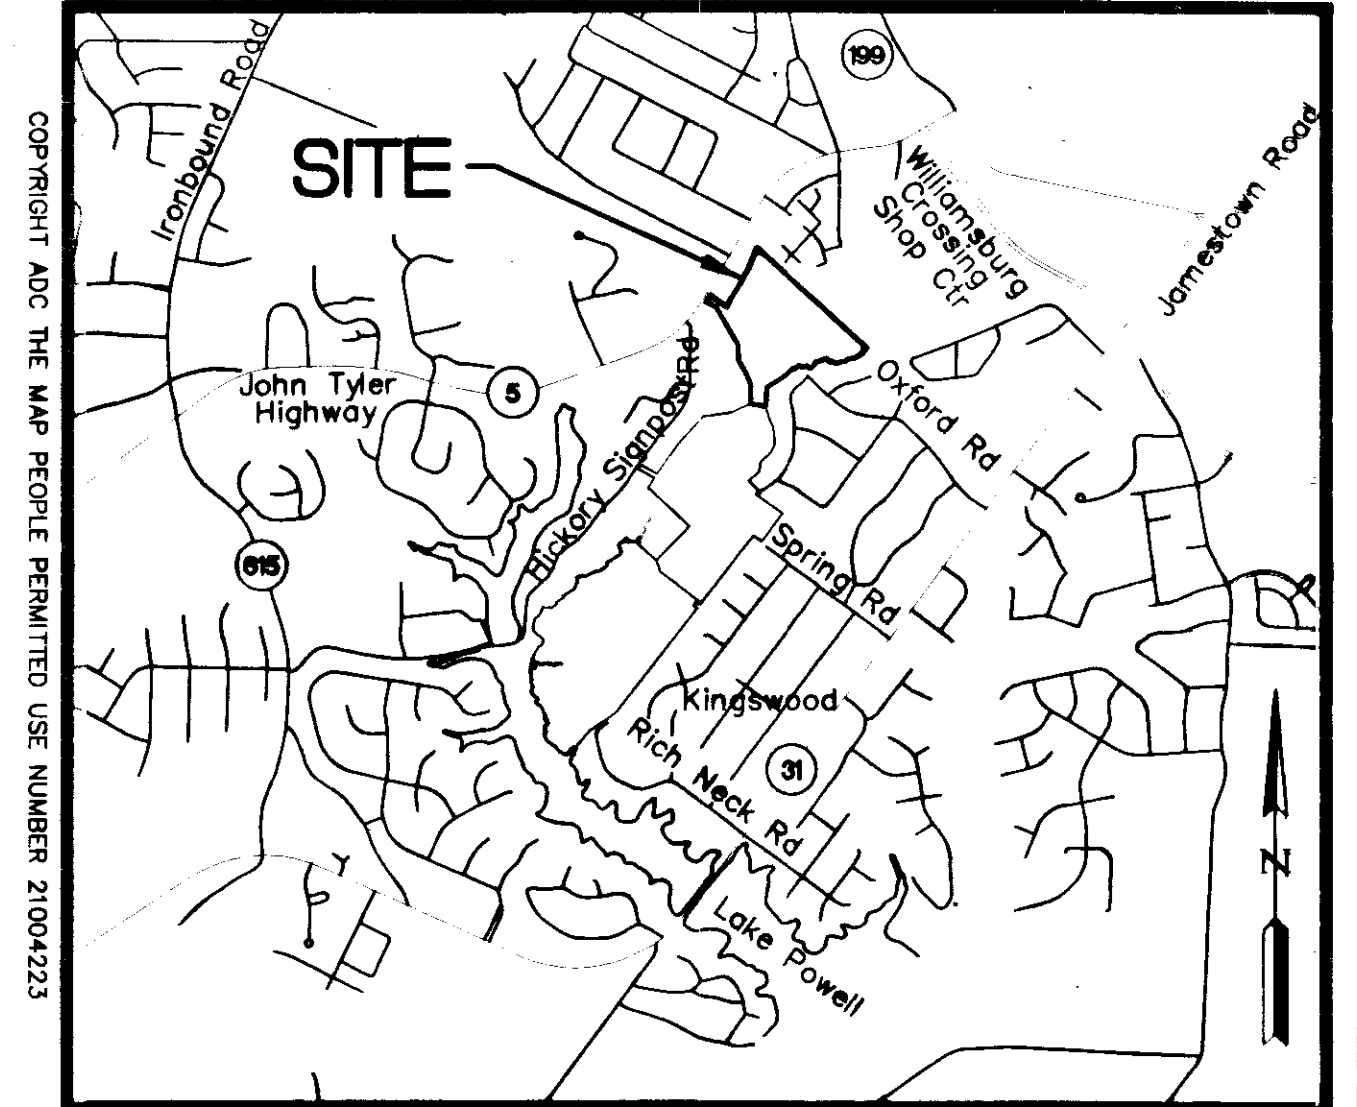 COPYRIGHT ADC THE MAP PEOPLE PERMITTED USE NUMBER 21004223
Ironbound Road
199
SITE
Williamsburg
Crossing
Shop Ctr
Jamestown Road
John Tyler
Highway
5
Hickory Signpost Rd
Oxford Rd
615
Spring Rd
Kingswood
Rich Neck Rd
31
Lake Powell
N